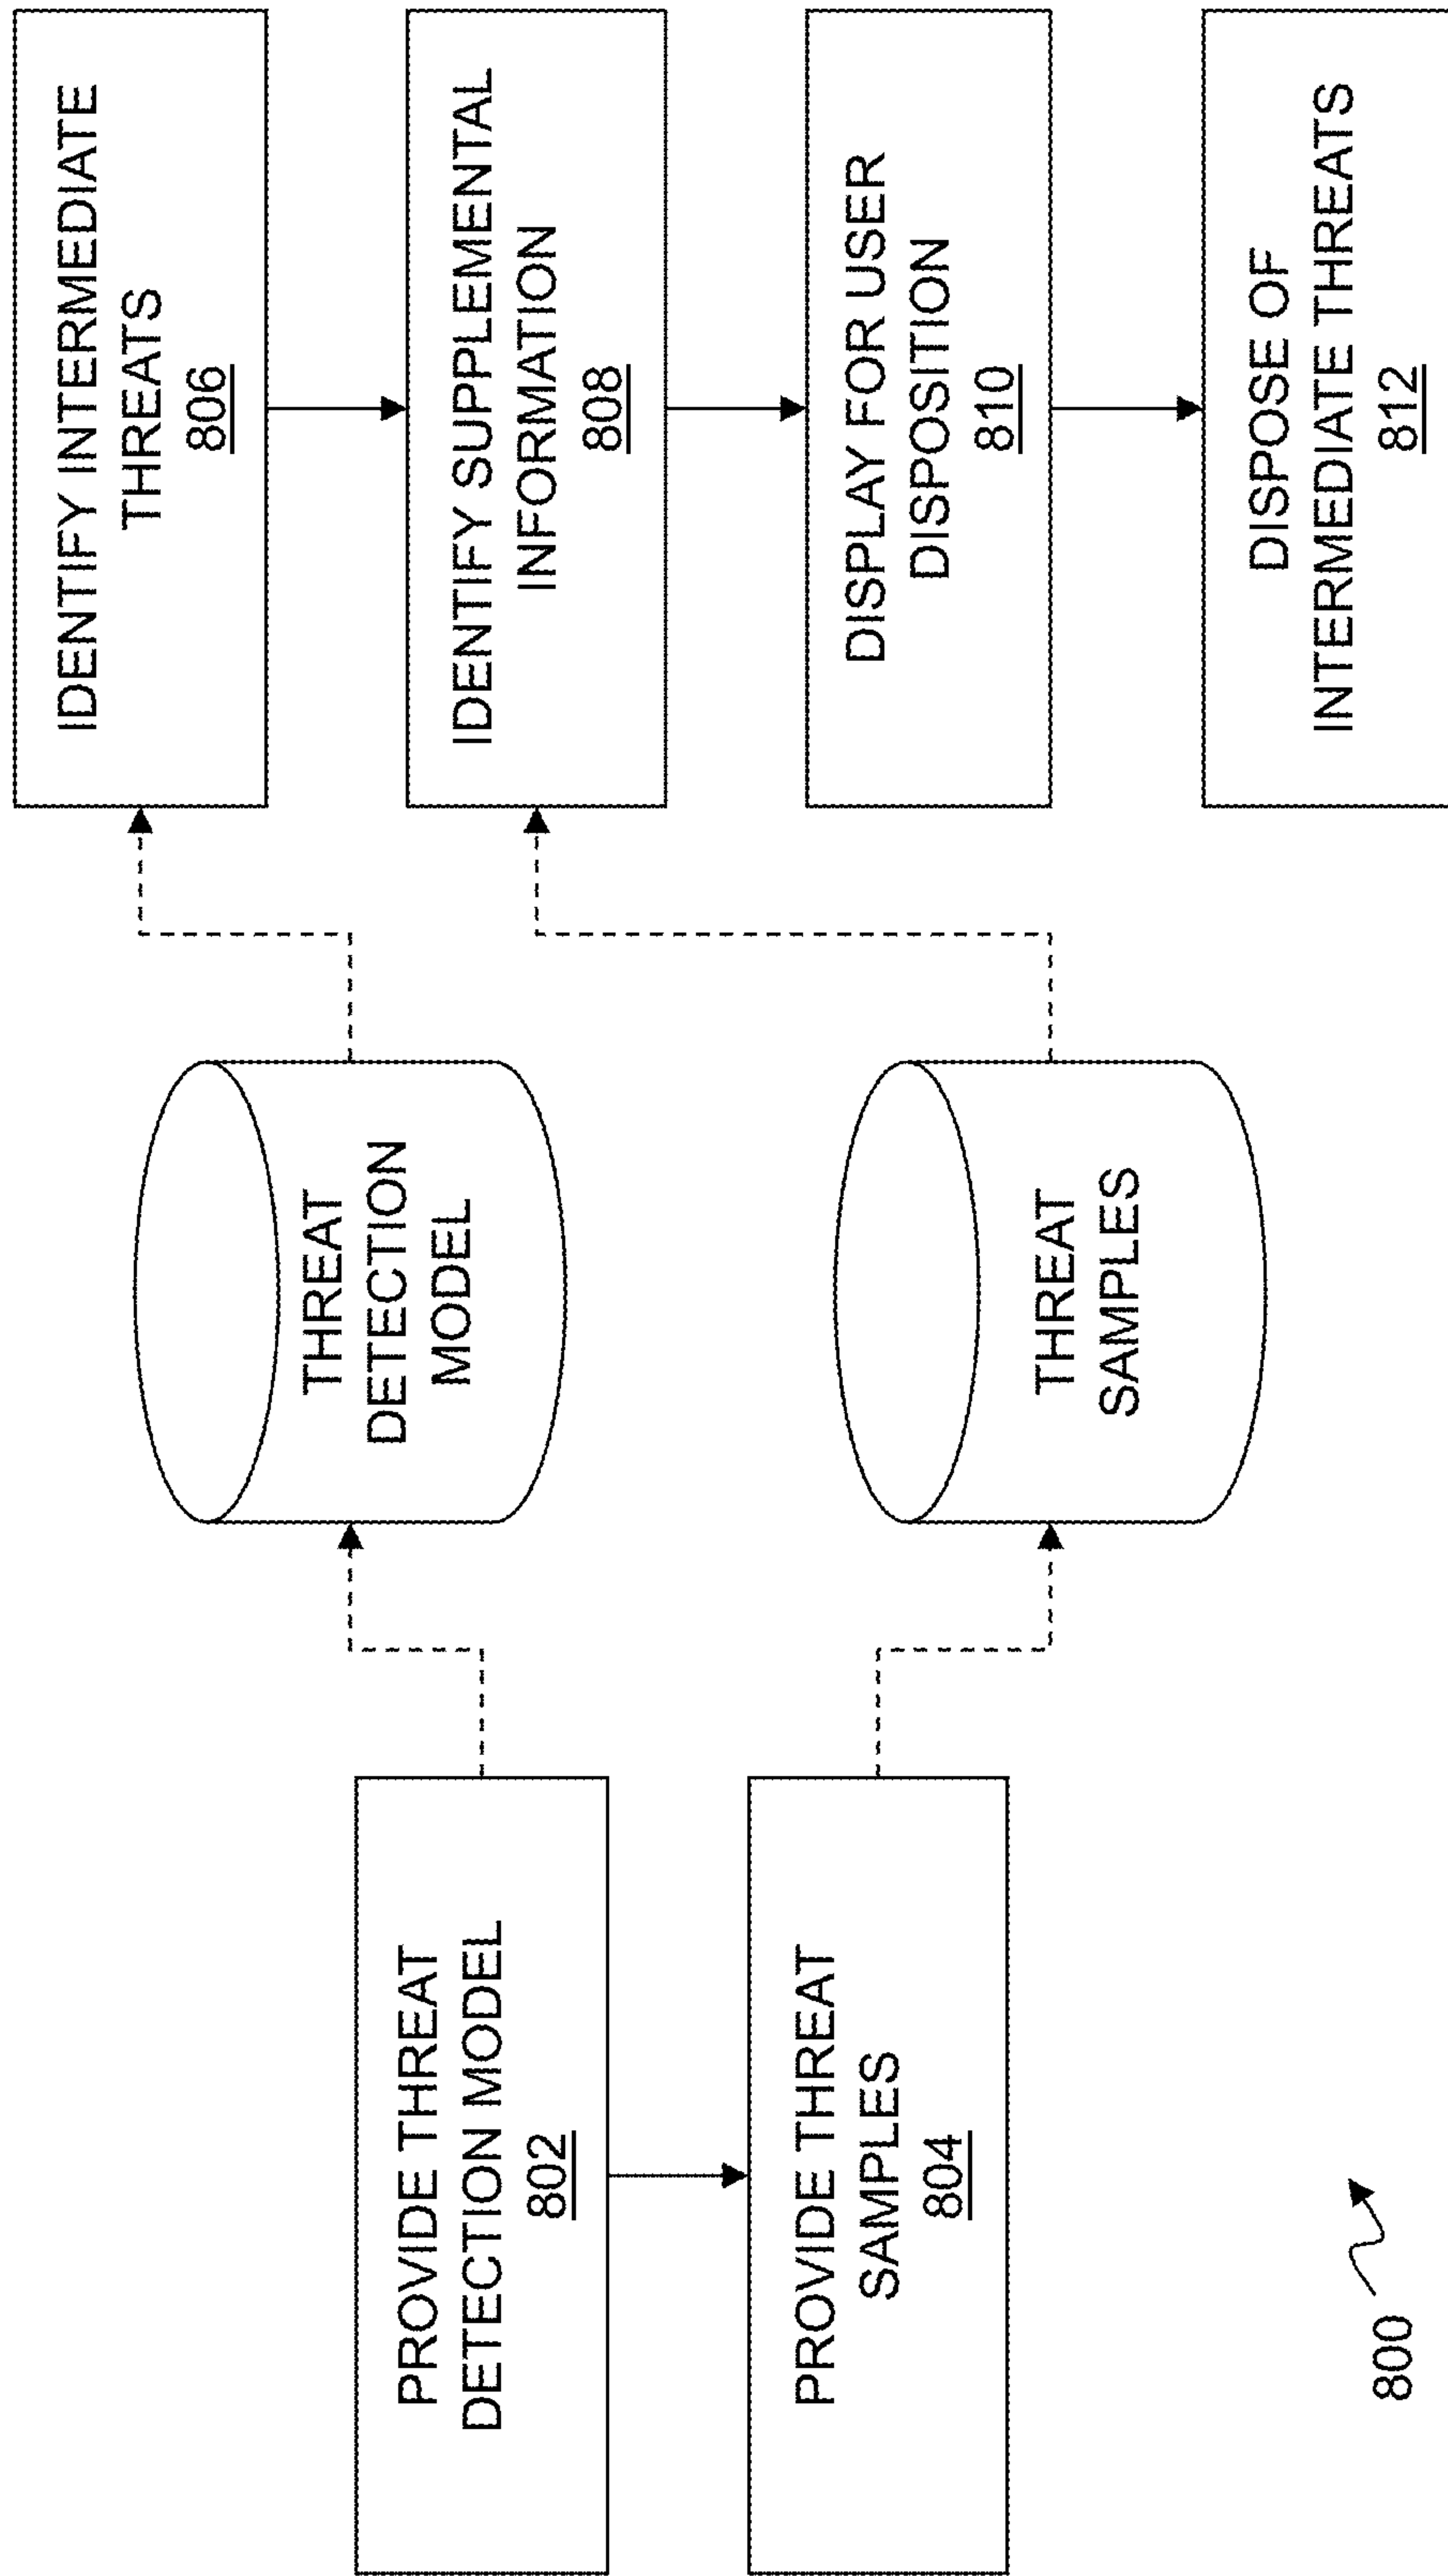 PROVIDE THREAT
DETECTION MODEL
802
PROVIDE THREAT
SAMPLES
804
THREAT
DETECTION
MODEL
THREAT
SAMPLES
IDENTIFY INTERMEDIATE
THREATS
806
IDENTIFY SUPPLEMENTAL
INFORMATION
808
DISPLAY FOR USER
DISPOSITION
810
DISPOSE OF
INTERMEDIATE THREATS
812
800